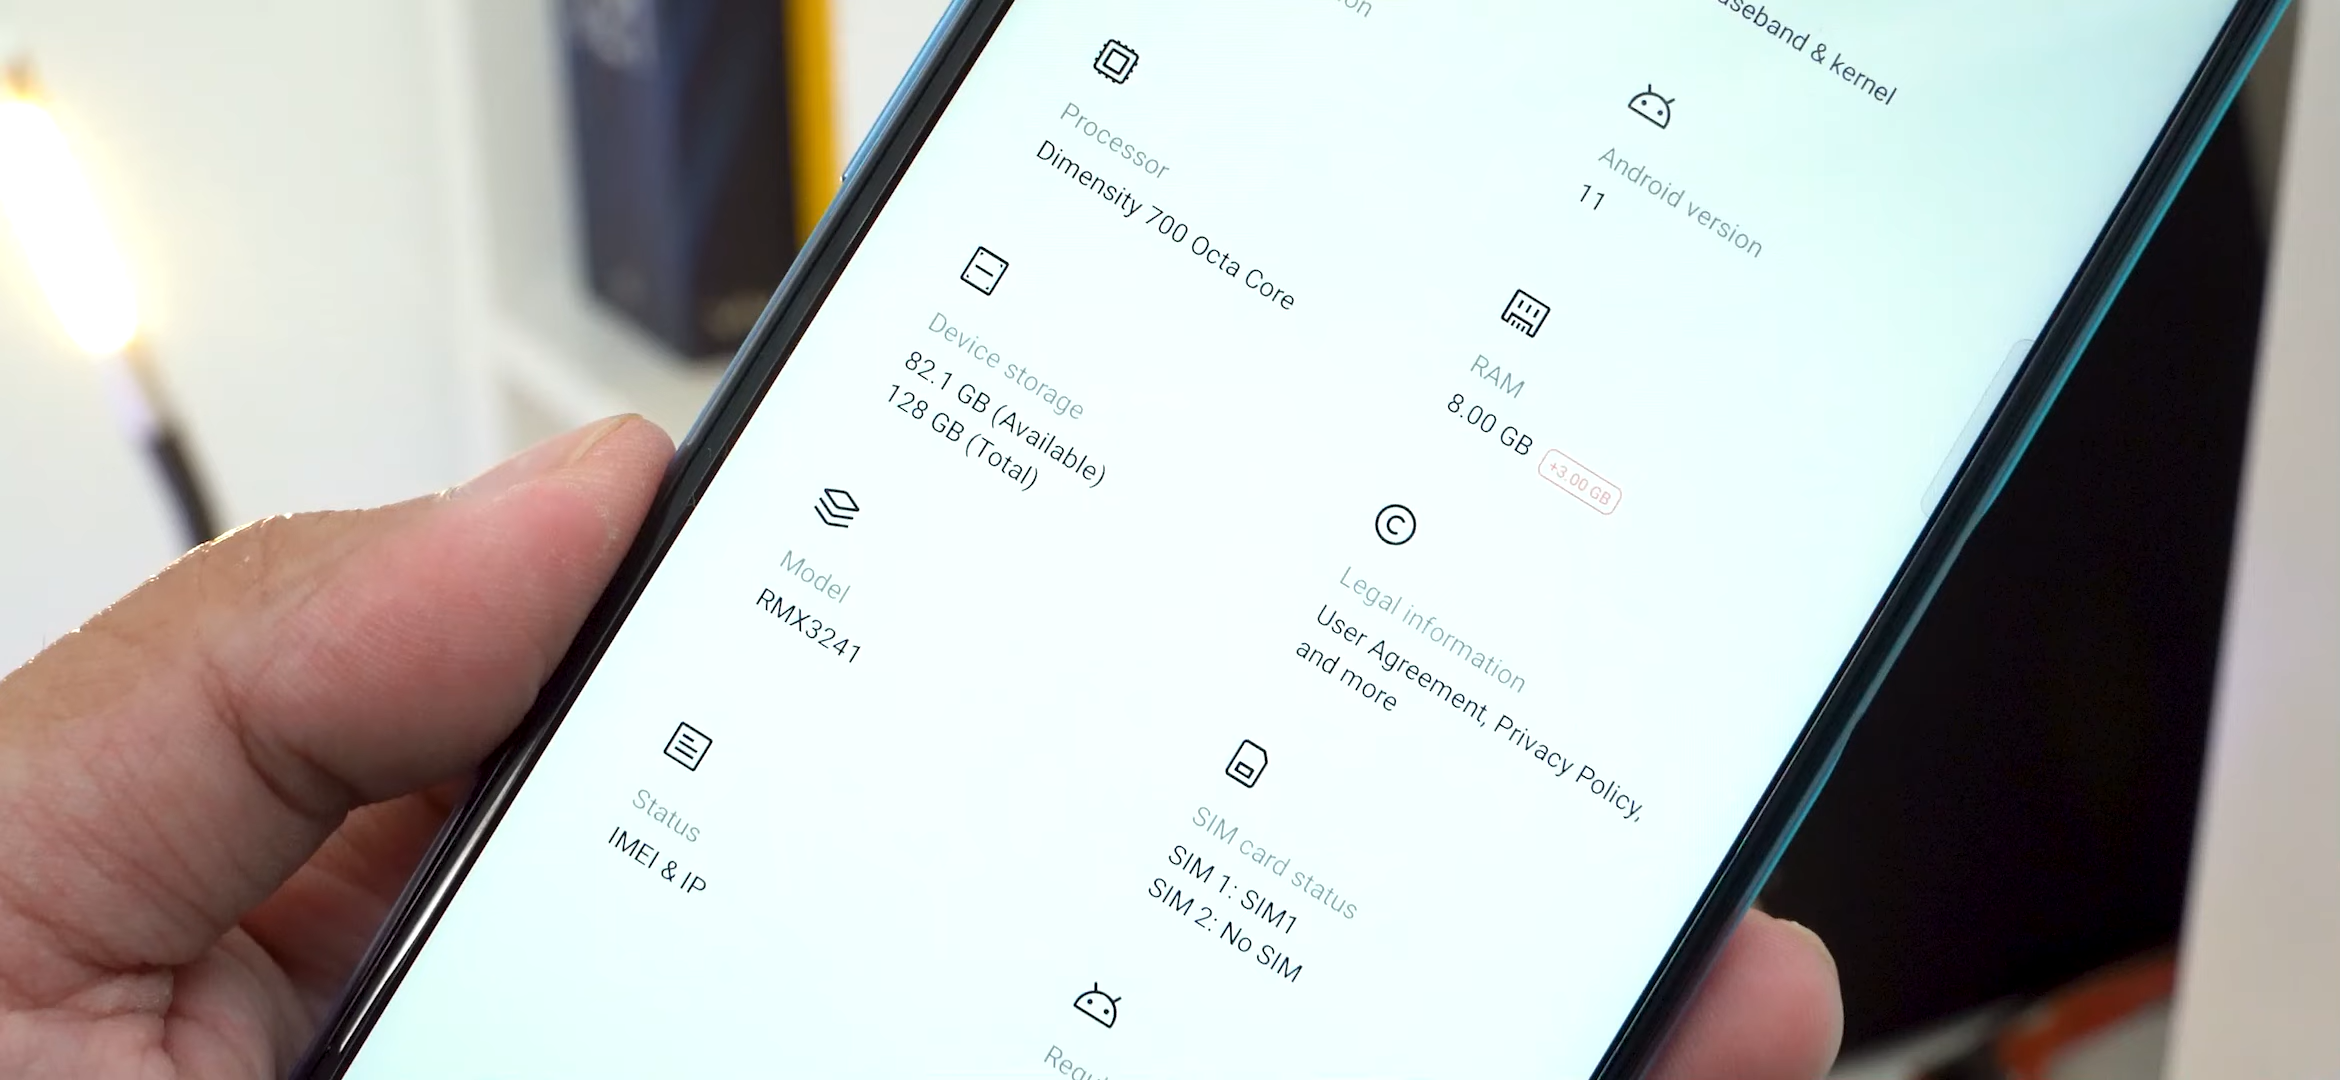 & kernel
Processor
Dimensity 700 Octa Core
Android version
11
Device storage
82.1 GB (Available)
128 GB (Total)
RAM
8.00 GB
+3.00 GB
Model
RMX3241
Legal information
User Agreement, Privacy Policy,
and more
Status
IMEI & IP
SIM card status
SIM 1: SIM1
SIM 2: No SIM